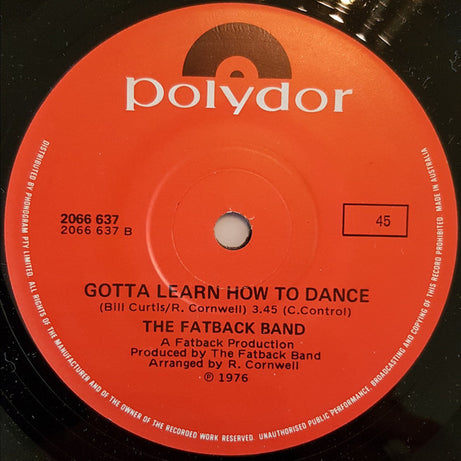 polydor
2066 637
2066 637 B
45
GOTTA LEARN HOW TO DANCE
(Bill Curtis/R. Cornwell) 3.45 (C.Control)
THE FATBACK BAND
A Fatback Production
Produced by The Fatback Band
Arranged by R. Cornwell
℗ 1976
DISTRIBUTED BY PHONOGRAM PTY LIMITED. ALL RIGHTS OF THE MANUFACTURER AND OF THE OWNER OF THE RECORDED WORK RESERVED. UNAUTHORISED PUBLIC PERFORMANCE, BROADCASTING AND COPYING OF THIS RECORD PROHIBITED. MADE IN AUSTRALIA